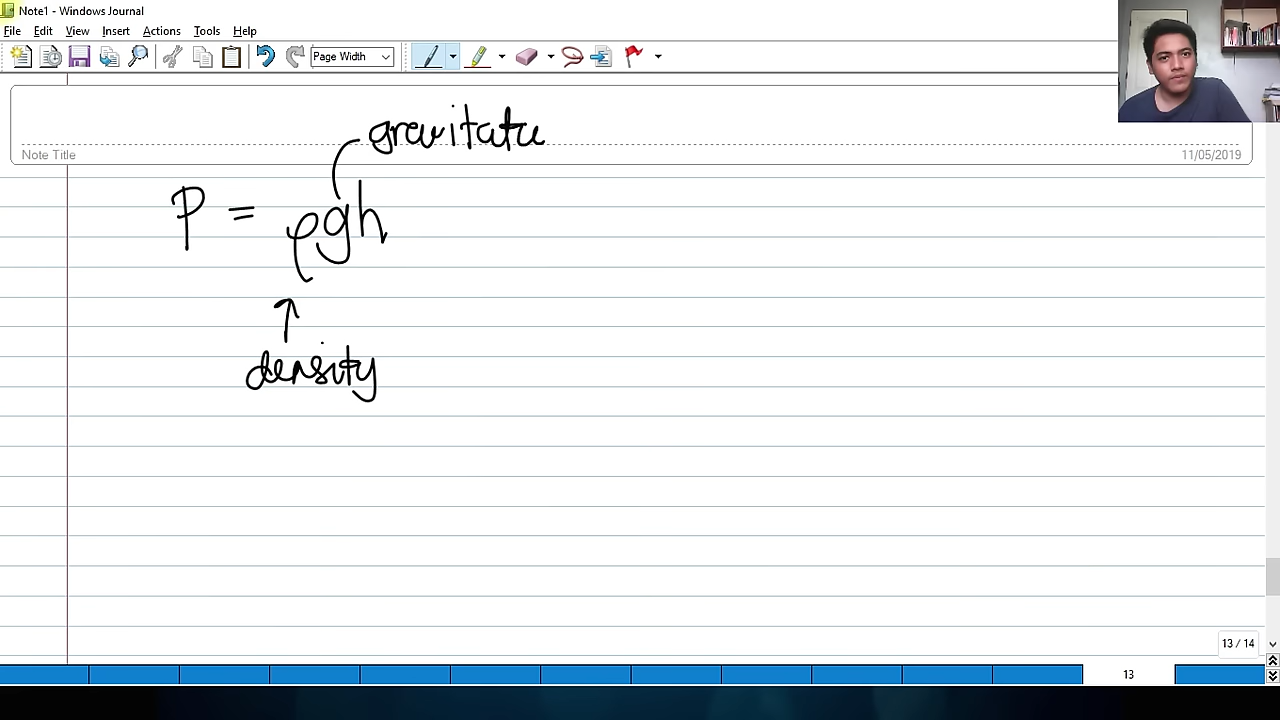 Note1 - Windows Journal
File Edit View Insert Actions Tools Help
Page Width
gravitatu
Note Title
11/05/2019
P = ρgh
density
13 / 14
13